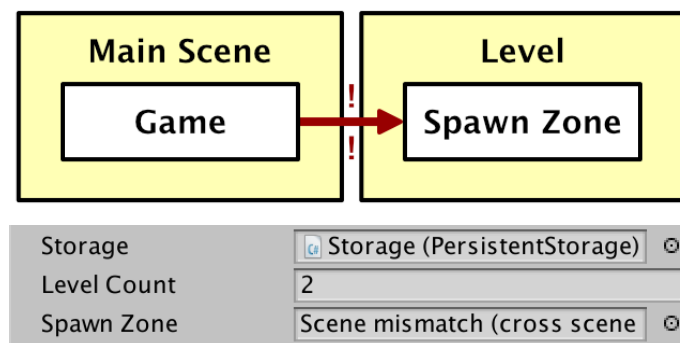 Main Scene
Level
Game
!
!
Spawn Zone
Storage
Storage (PersistentStorage)
Level Count
2
Spawn Zone
Scene mismatch (cross scene